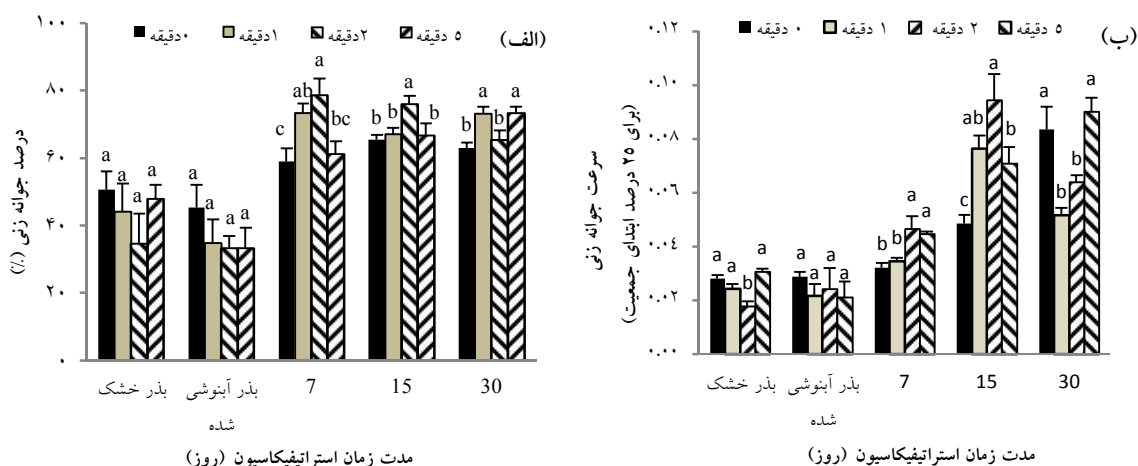 (الف)
۰دقیقه ۱دقیقه ۲دقیقه ۵ دقیقه
درصد جوانه زنی (%)
۱۰۰
۸۰
۶۰
۴۰
۲۰
۰
a a a a
a a a a
c ab a bc
b b a b
b a b a
بذر خشک بذر آبنوشی شده 7 15 30
مدت زمان استراتیفیکاسیون (روز)
(ب)
۰ دقیقه ۱ دقیقه ۲ دقیقه ۵ دقیقه
سرعت جوانه زنی
(برای ۲۵ درصد ابتدای جمعیت)
۰.۱۲
۰.۱۰
۰.۰۸
۰.۰۶
۰.۰۴
۰.۰۲
۰.۰۰
a a b a
a a a a
b b a a
c ab a b
a b b a
بذر خشک بذر آبنوشی شده 7 15 30
مدت زمان استراتیفیکاسیون (روز)